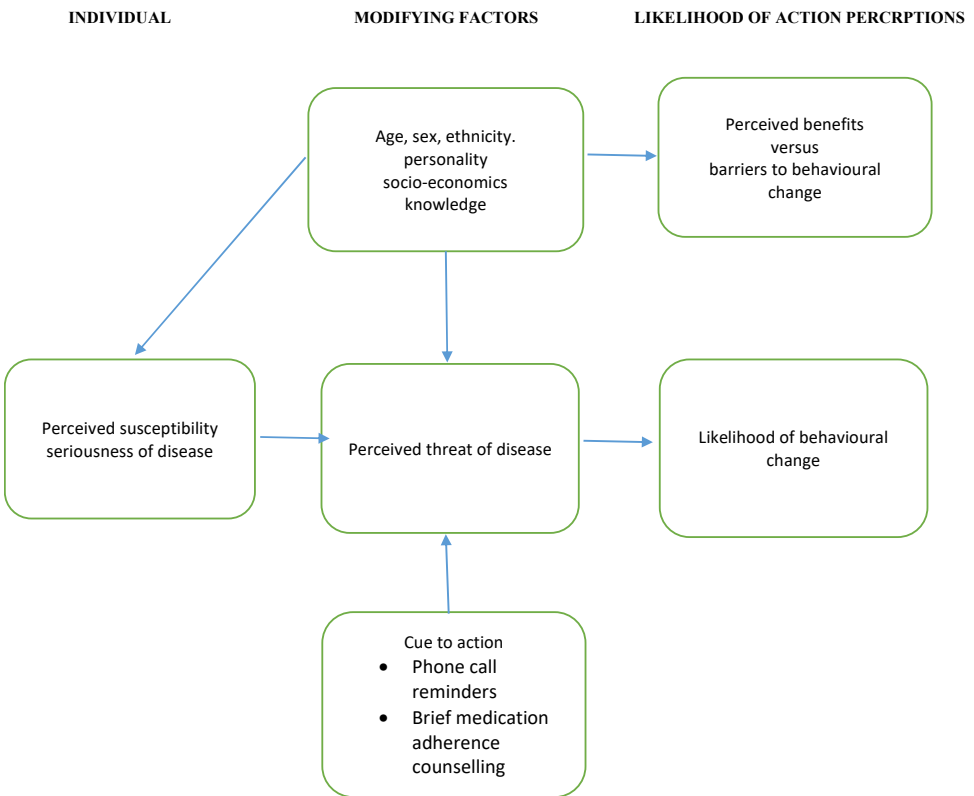 INDIVIDUAL
MODIFYING FACTORS
LIKELIHOOD OF ACTION PERCRPTIONS
Age, sex, ethnicity.
personality
socio-economics
knowledge
Perceived benefits
versus
barriers to behavioural
change
Perceived susceptibility
seriousness of disease
Perceived threat of disease
Likelihood of behavioural
change
Cue to action
• Phone call
reminders
• Brief medication
adherence
counselling